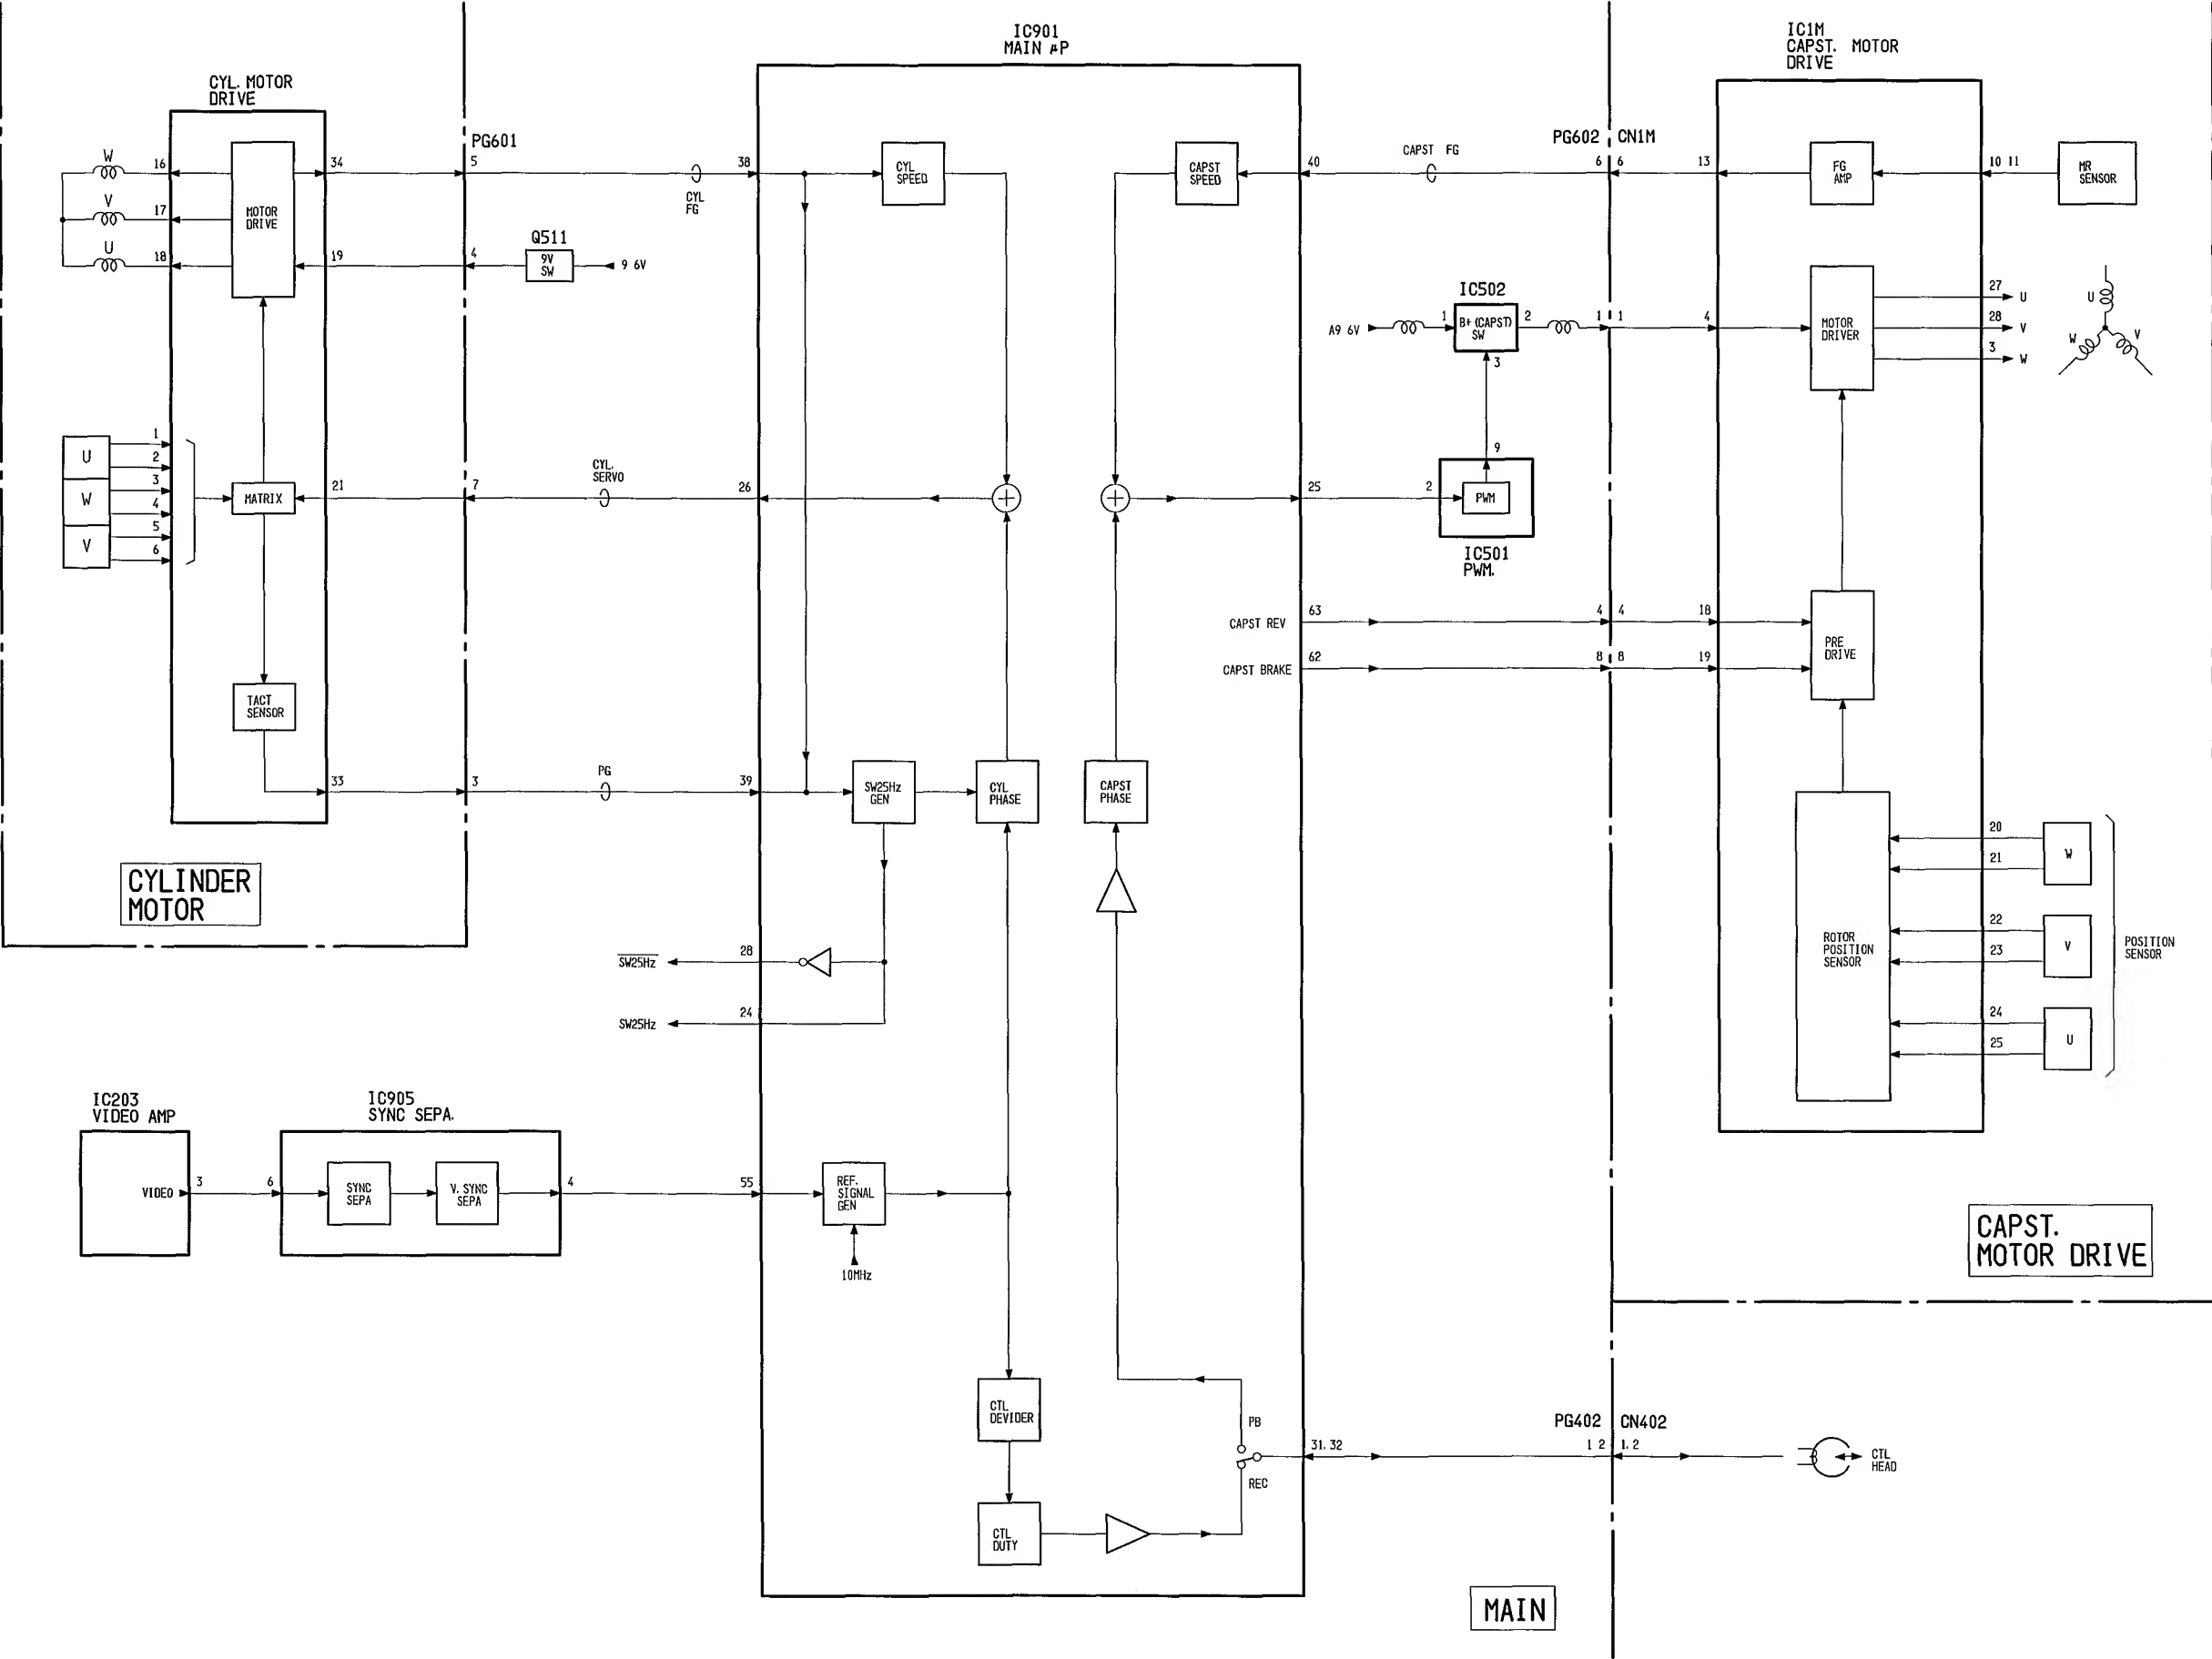 IC901
MAIN μP
IC1M
CAPST. MOTOR
DRIVE
CYL. MOTOR
DRIVE
W
16
V
17
U
18
MOTOR
DRIVE
34
19
PG601
5
4
CYL
FG
38
Q511
9V
SW
9 6V
CYL
SPEED
CAPST
SPEED
40
CAPST FG
PG602
CN1M
6
6
13
FG
AMP
10 11
MR
SENSOR
IC502
A9 6V
1
B+(CAPST)
SW
2
3
1
1
4
MOTOR
DRIVER
27
U
28
V
3
W
U
W
V
U
W
V
1
2
3
4
5
6
MATRIX
21
7
CYL.
SERVO
26
25
2
9
PWM
IC501
PWM.
CAPST REV
63
4
4
18
CAPST BRAKE
62
8
8
19
PRE
DRIVE
TACT
SENSOR
33
3
PG
39
SW25Hz
GEN
CYL
PHASE
CAPST
PHASE
CYLINDER
MOTOR
SW25Hz
28
SW25Hz
24
ROTOR
POSITION
SENSOR
20
21
W
22
23
V
24
25
U
POSITION
SENSOR
IC203
VIDEO AMP
VIDEO
3
IC905
SYNC SEPA.
6
SYNC
SEPA
V. SYNC
SEPA
4
55
REF.
SIGNAL
GEN
10MHz
CAPST.
MOTOR DRIVE
CTL
DEVIDER
CTL
DUTY
PB
REC
31. 32
PG402
CN402
1 2
1. 2
CTL
HEAD
MAIN